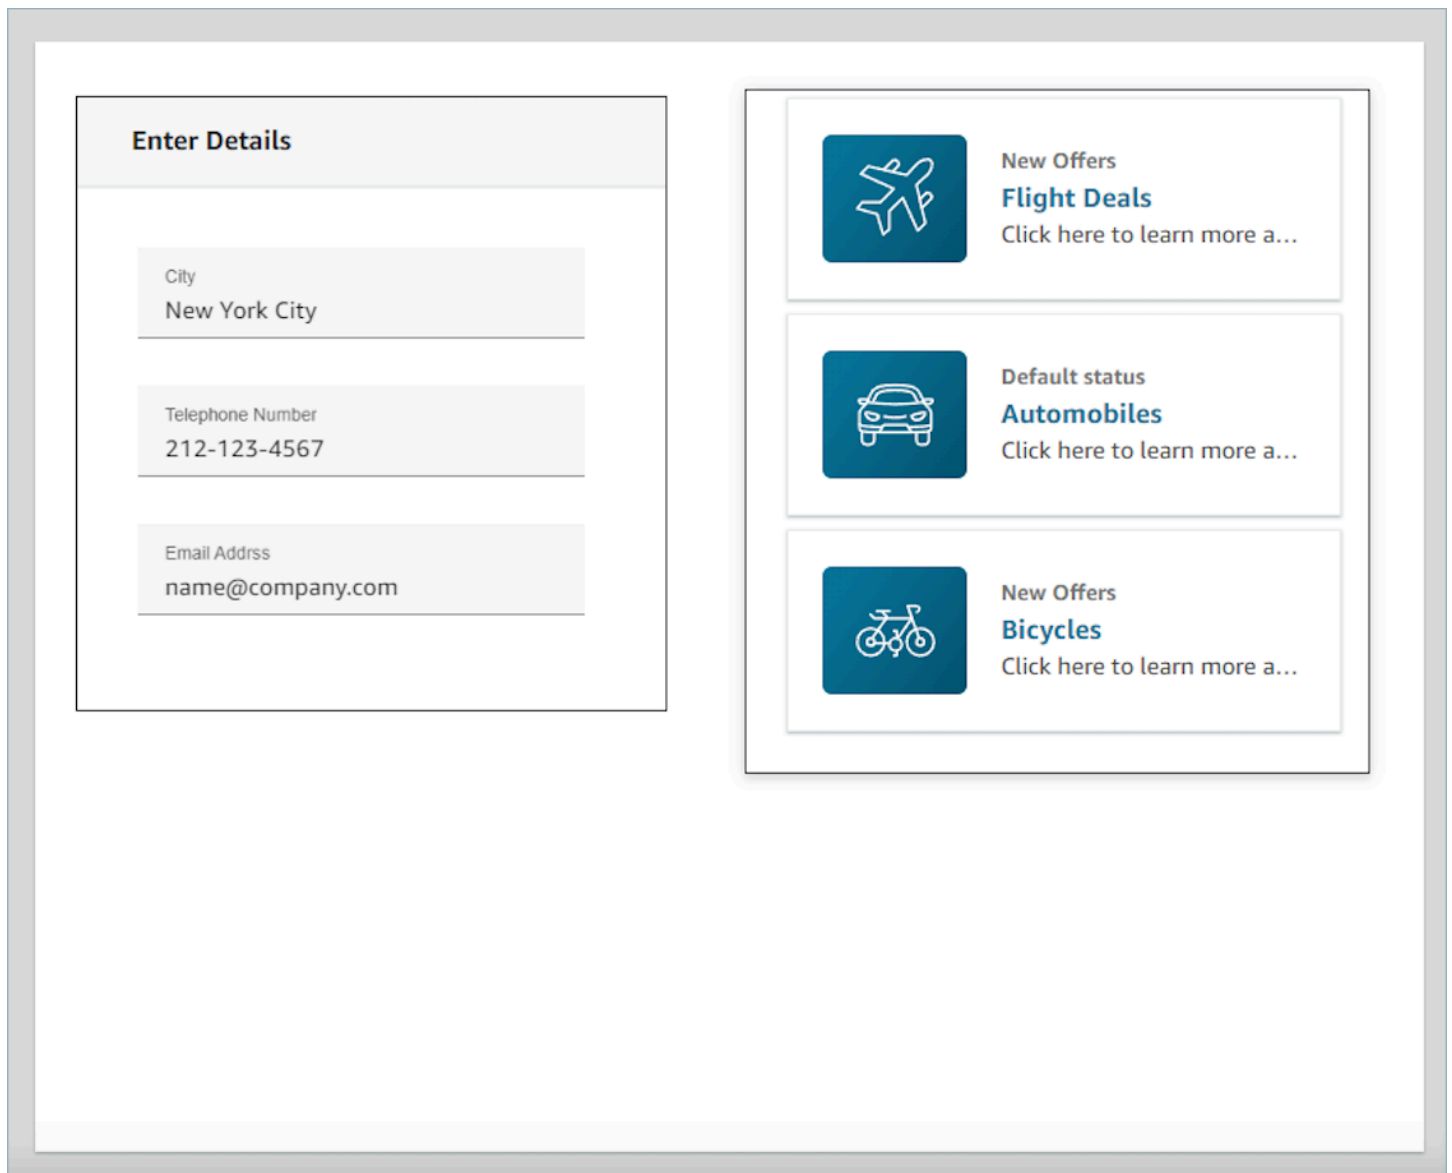 Enter Details
City
New York City
Telephone Number
212-123-4567
Email Addrss
name@company.com
New Offers
Flight Deals
Click here to learn more a...
Default status
Automobiles
Click here to learn more a...
New Offers
Bicycles
Click here to learn more a...